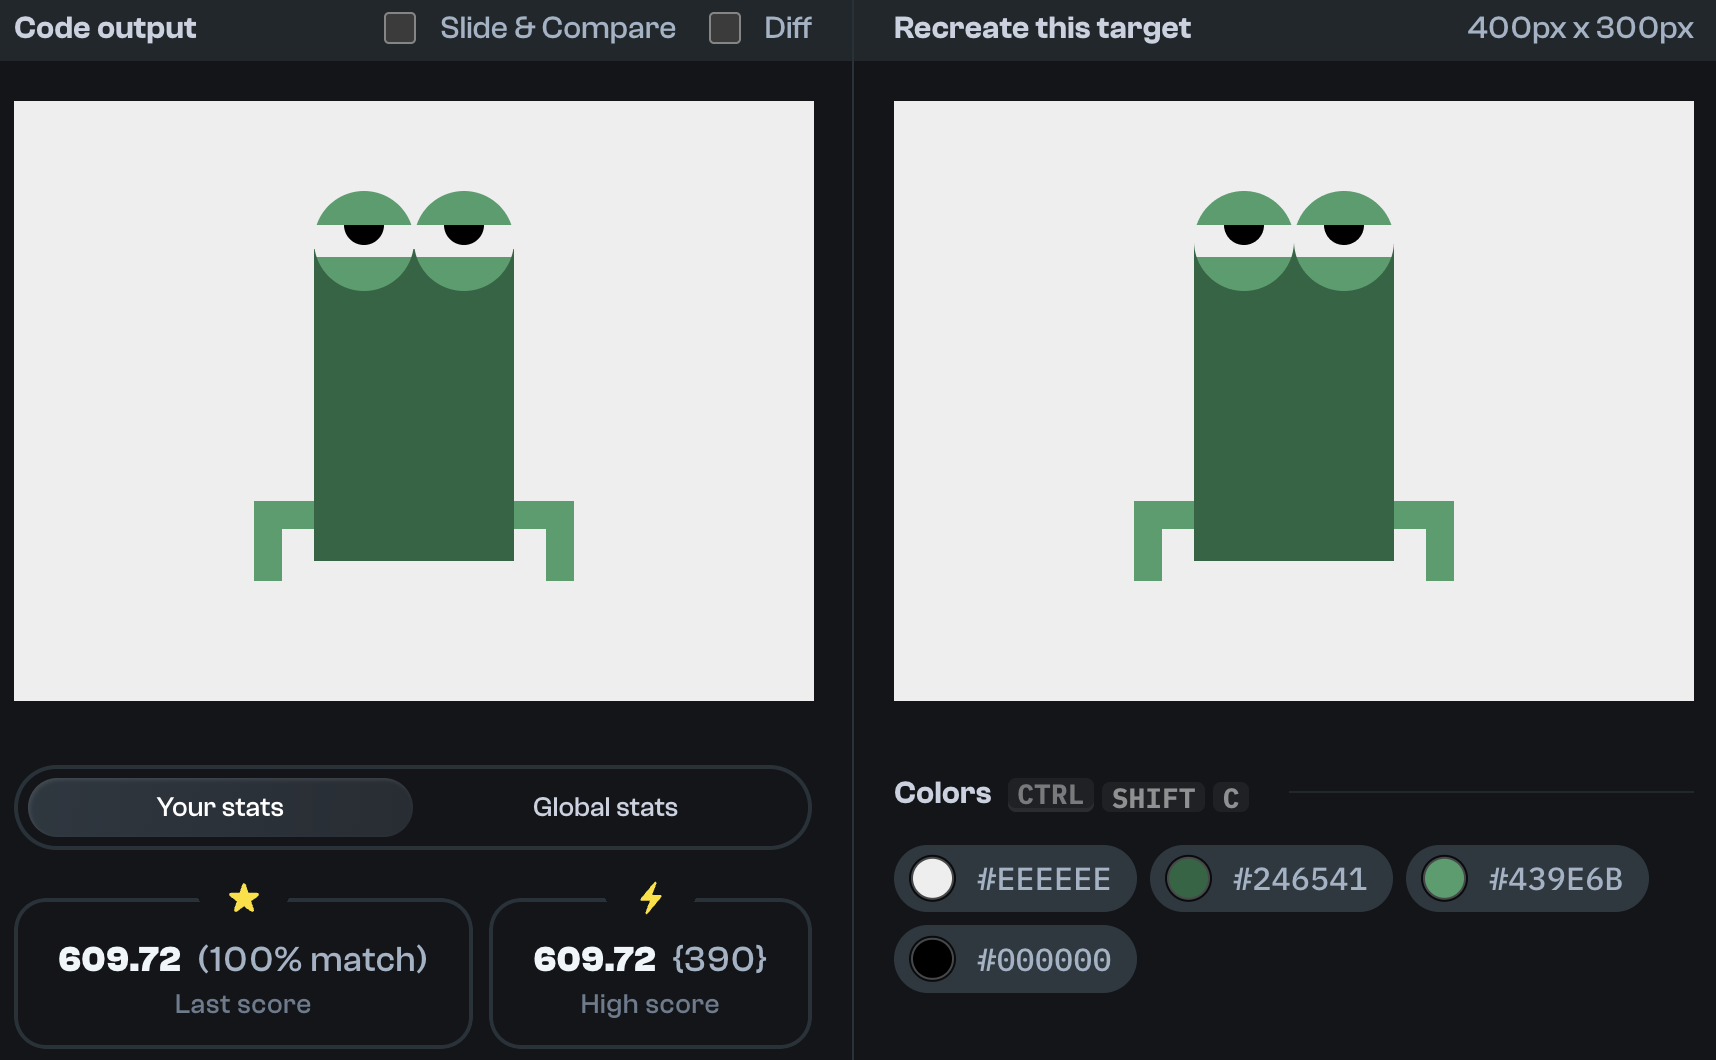 Code output
Slide & Compare
Diff
Recreate this target
400px x 300px
Your stats
Global stats
609.72 (100% match)
Last score
609.72 {390}
High score
Colors CTRL SHIFT C
#EEEEEE
#246541
#439E6B
#000000